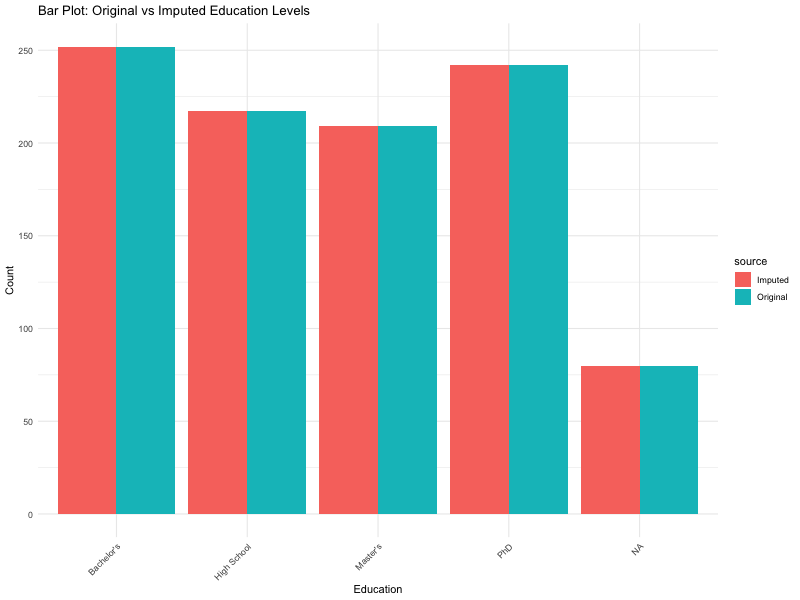 Bar Plot: Original vs Imputed Education Levels
Count
250
200
150
100
50
0
Bachelor's
High School
Master's
PhD
NA
Education
source
Imputed
Original